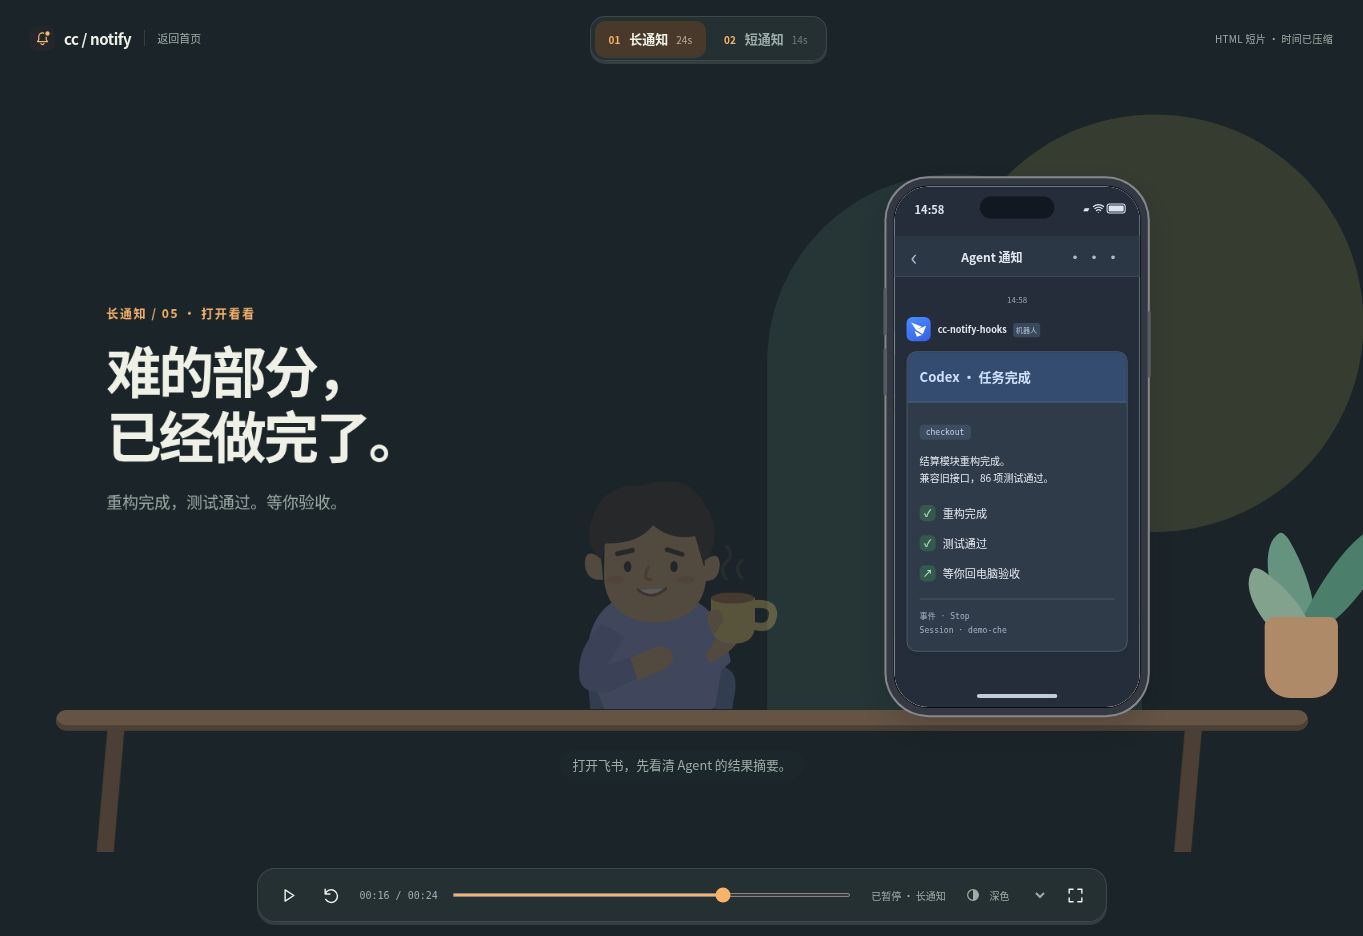 cc / notify
返回首页
01 长通知 24s
02 短通知 14s
HTML 短片 · 时间已压缩
长通知 / 05 · 打开看看
难的部分，
已经做完了。
重构完成，测试通过。等你验收。
14:58
Agent 通知
14:58
cc-notify-hooks 机器人
Codex · 任务完成
checkout
结算模块重构完成。
兼容旧接口，86 项测试通过。
重构完成
测试通过
等你回电脑验收
事件 · Stop
Session · demo-che
打开飞书，先看清 Agent 的结果摘要。
00:16 / 00:24
已暂停 · 长通知
深色